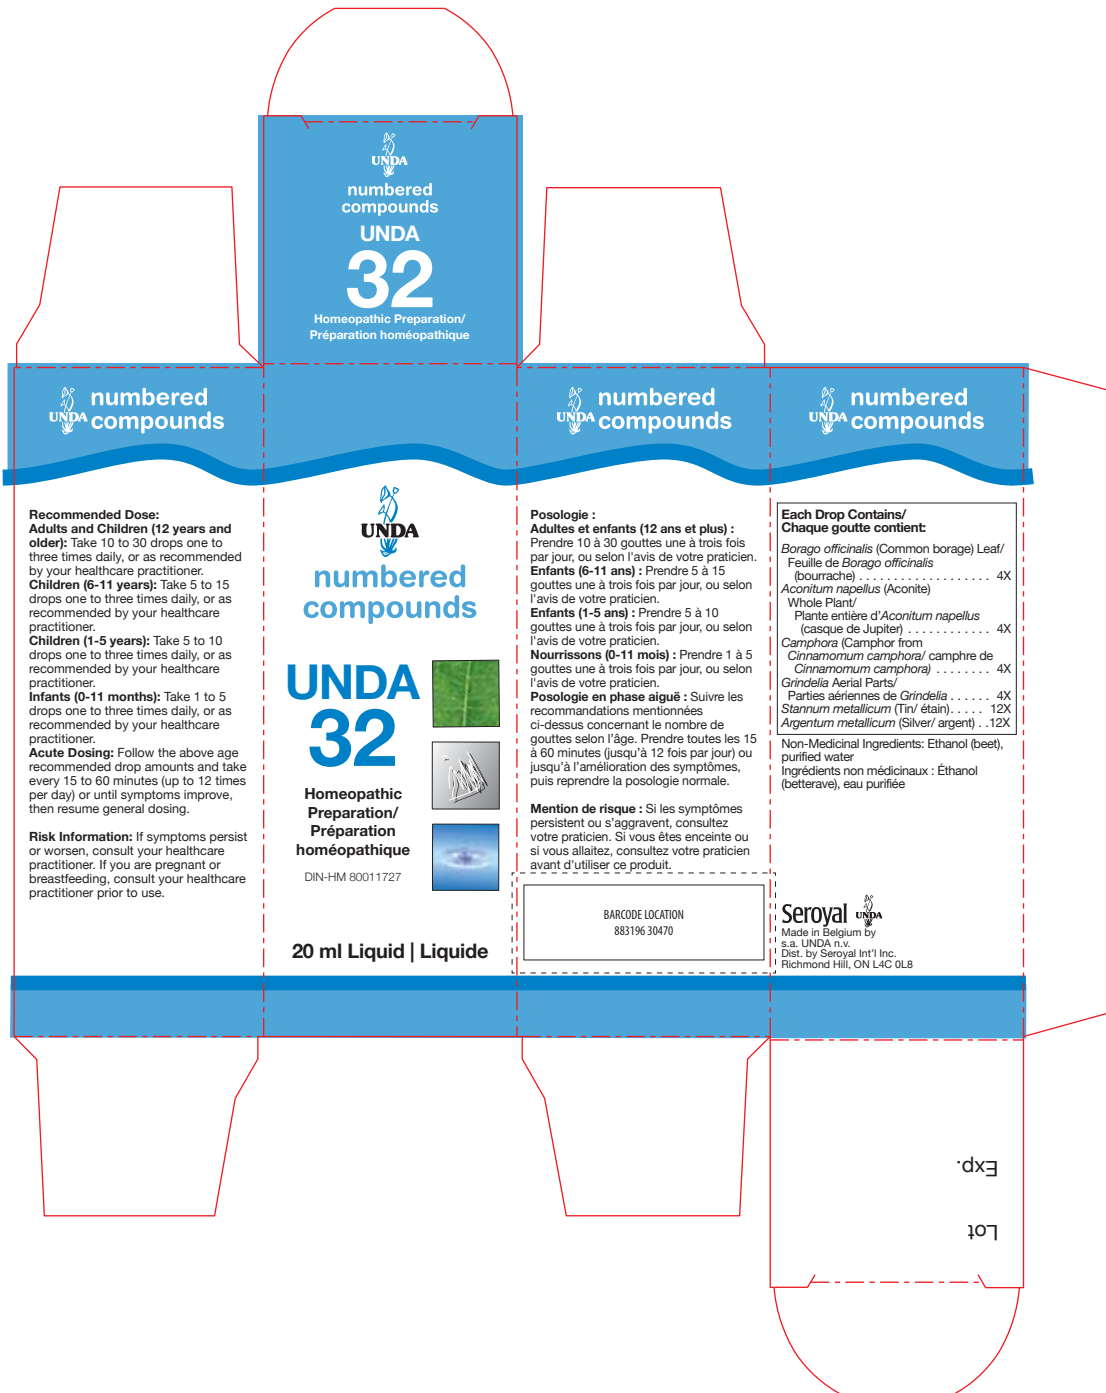 UNDA
numbered
compounds
UNDA
32
Homeopathic Preparation/
Préparation homéopathique
UNDA
numbered
compounds
Recommended Dose:
Adults and Children (12 years and
older): Take 10 to 30 drops one to
three times daily, or as recommended
by your healthcare practitioner.
Children (6-11 years): Take 5 to 15
drops one to three times daily, or as
recommended by your healthcare
practitioner.
Children (1-5 years): Take 5 to 10
drops one to three times daily, or as
recommended by your healthcare
practitioner.
Infants (0-11 months): Take 1 to 5
drops one to three times daily, or as
recommended by your healthcare
practitioner.
Acute Dosing: Follow the above age
recommended drop amounts and take
every 15 to 60 minutes (up to 12 times
per day) or until symptoms improve,
then resume general dosing.
Risk Information: If symptoms persist
or worsen, consult your healthcare
practitioner. If you are pregnant or
breastfeeding, consult your healthcare
practitioner prior to use.
UNDA
numbered
compounds
UNDA
32
Homeopathic
Preparation/
Préparation
homéopathique
DIN-HM 80011727
20 ml Liquid | Liquide
UNDA
numbered
compounds
Posologie :
Adultes et enfants (12 ans et plus) :
Prendre 10 à 30 gouttes une à trois fois
par jour, ou selon l'avis de votre praticien.
Enfants (6-11 ans) : Prendre 5 à 15
gouttes une à trois fois par jour, ou selon
l'avis de votre praticien.
Enfants (1-5 ans) : Prendre 5 à 10
gouttes une à trois fois par jour, ou selon
l'avis de votre praticien.
Nourrissons (0-11 mois) : Prendre 1 à 5
gouttes une à trois fois par jour, ou selon
l'avis de votre praticien.
Posologie en phase aiguë : Suivre les
recommandations mentionnées
ci-dessus concernant le nombre de
gouttes selon l'âge. Prendre toutes les 15
à 60 minutes (jusqu'à 12 fois par jour) ou
jusqu'à l'amélioration des symptômes,
puis reprendre la posologie normale.
Mention de risque : Si les symptômes
persistent ou s'aggravent, consultez
votre praticien. Si vous êtes enceinte ou
si vous allaitez, consultez votre praticien
avant d'utiliser ce produit.
BARCODE LOCATION
883196 30470
UNDA
numbered
compounds
Each Drop Contains/
Chaque goutte contient:
Borago officinalis (Common borage) Leaf/
Feuille de Borago officinalis
(bourrache) . . . . . . . . . . . . . . . . . . . 4X
Aconitum napellus (Aconite)
Whole Plant/
Plante entière d'Aconitum napellus
(casque de Jupiter) . . . . . . . . . . . . 4X
Camphora (Camphor from
Cinnamomum camphora/ camphre de
Cinnamomum camphora) . . . . . . . . 4X
Grindelia Aerial Parts/
Parties aériennes de Grindelia . . . . . . 4X
Stannum metallicum (Tin/ étain). . . . . 12X
Argentum metallicum (Silver/ argent) . .12X
Non-Medicinal Ingredients: Ethanol (beet),
purified water
Ingrédients non médicinaux : Éthanol
(betterave), eau purifiée
Seroyal UNDA
Made in Belgium by
s.a. UNDA n.v.
Dist. by Seroyal Int'l Inc.
Richmond Hill, ON L4C 0L8
Exp.
Lot